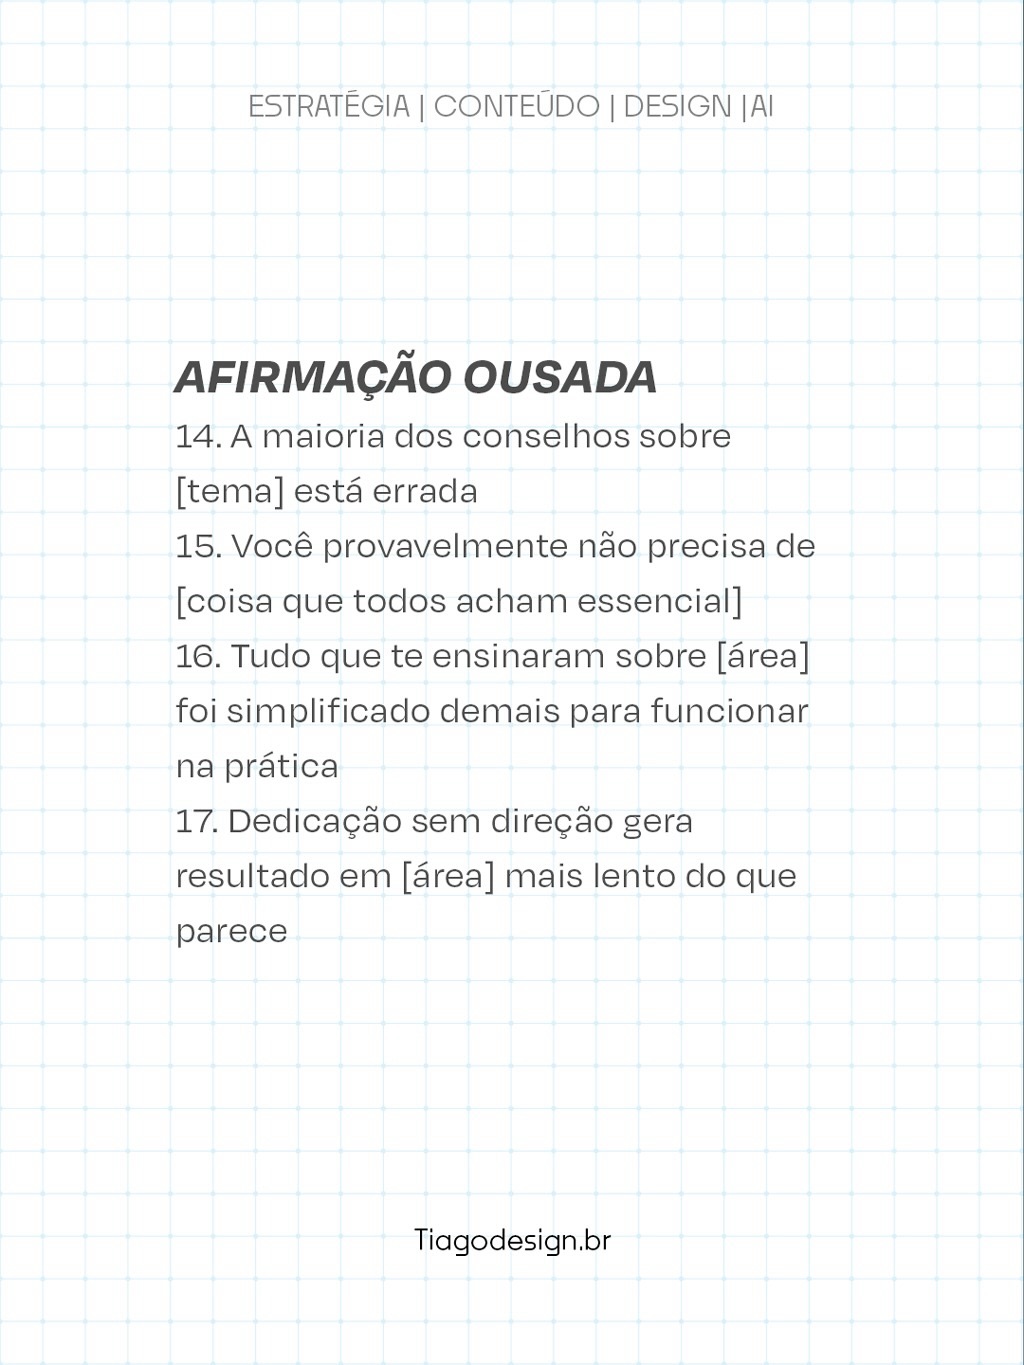 ESTRATÉGIA | CONTEÚDO | DESIGN |AI
AFIRMAÇÃO OUSADA
14. A maioria dos conselhos sobre
[tema] está errada
15. Você provavelmente não precisa de
[coisa que todos acham essencial]
16. Tudo que te ensinaram sobre [área]
foi simplificado demais para funcionar
na prática
17. Dedicação sem direção gera
resultado em [área] mais lento do que
parece
Tiagodesign.br